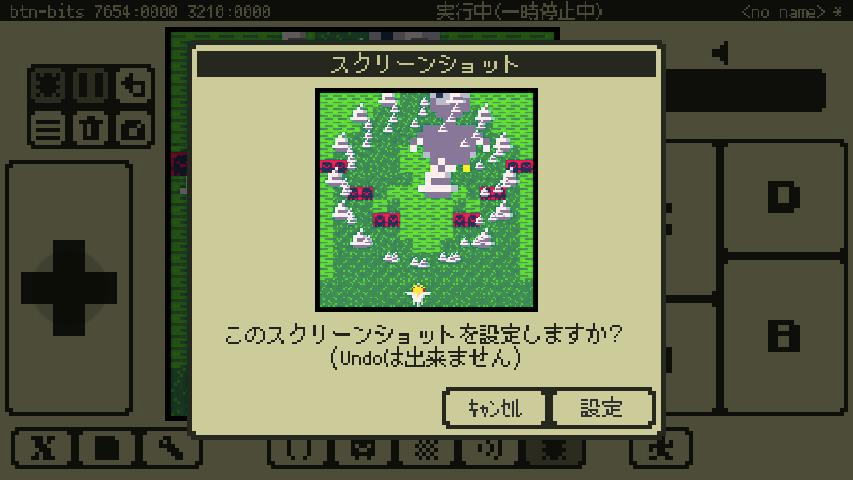 btn-bits 7654:0000 3210:0000
実行中(一時停止中)
<no name> *
スクリーンショット
このスクリーンショットを設定しますか?
(Undoは出来ません)
キャンセル
設定
D
B
X